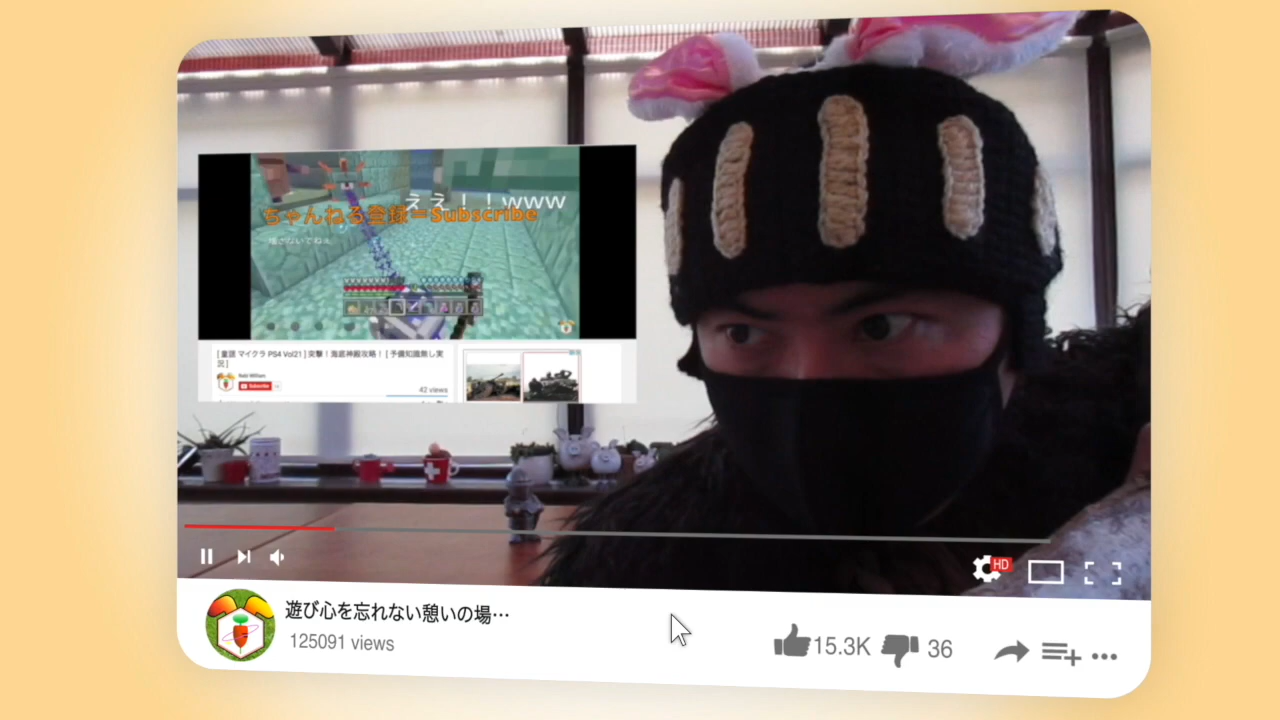 ええ！！www
ちゃんねる登録＝Subscribe
[ 童謡 マイクラ PS4 Vol21 ] 突撃！海底神殿攻略！ [ 予備知識無し実
況 ]
Subscribe
42 views
HD
遊び心を忘れない憩いの場…
125091 views
15.3K
36